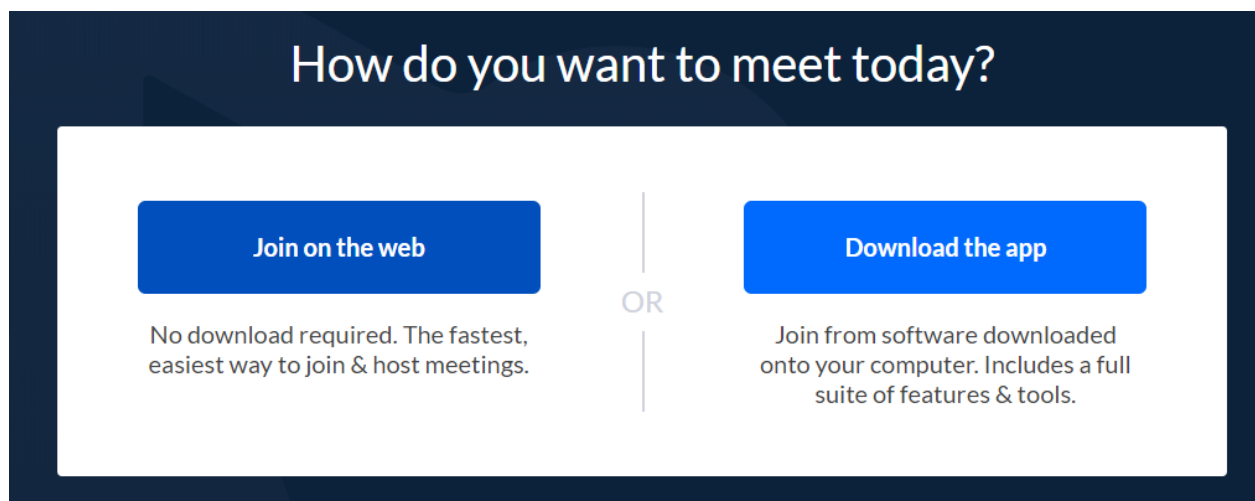 How do you want to meet today?
Join on the web
No download required. The fastest,
easiest way to join & host meetings.
OR
Download the app
Join from software downloaded
onto your computer. Includes a full
suite of features & tools.